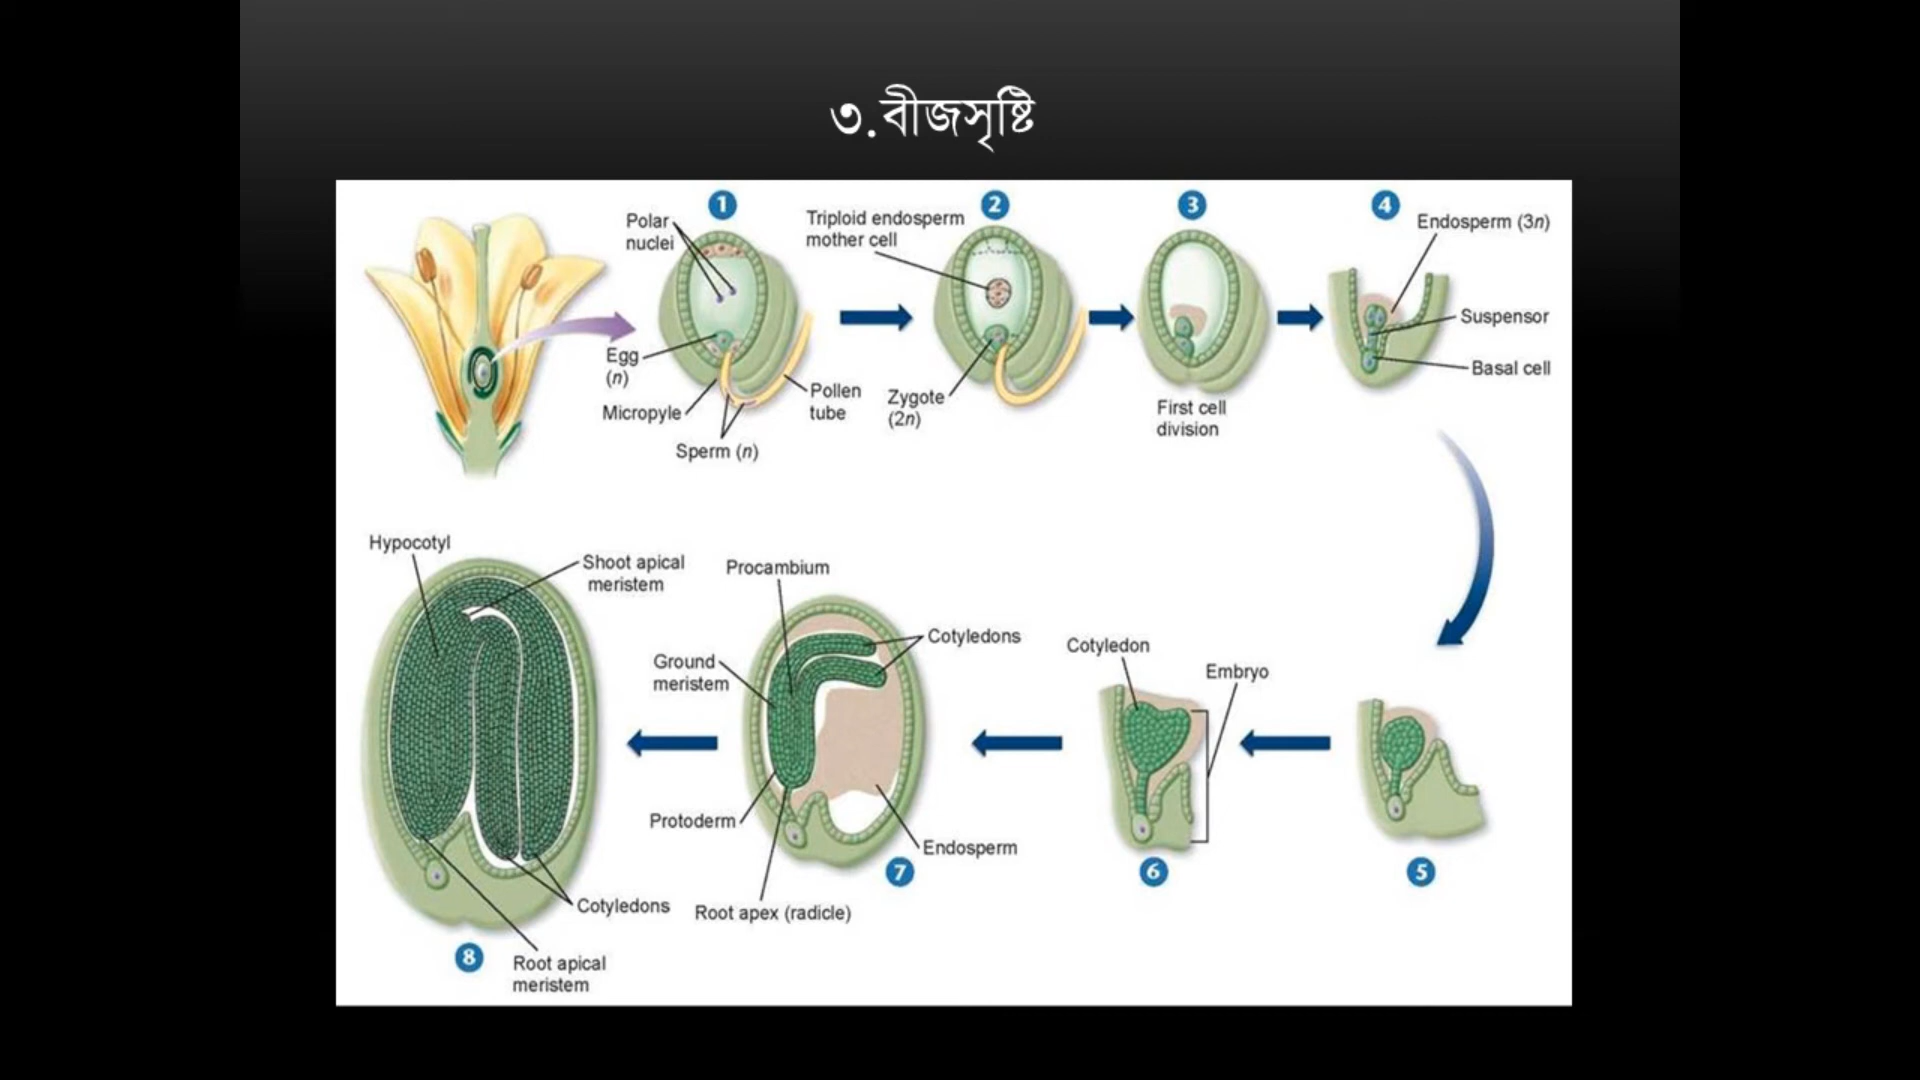 ৩.বীজসৃষ্টি
1
Polar
nuclei
Egg
(n)
Micropyle
Sperm (n)
Pollen
tube
2
Triploid endosperm
mother cell
Zygote
(2n)
3
First cell
division
4
Endosperm (3n)
Suspensor
Basal cell
5
6
Cotyledon
Embryo
7
Procambium
Cotyledons
Ground
meristem
Protoderm
Endosperm
Root apex (radicle)
8
Hypocotyl
Shoot apical
meristem
Cotyledons
Root apical
meristem